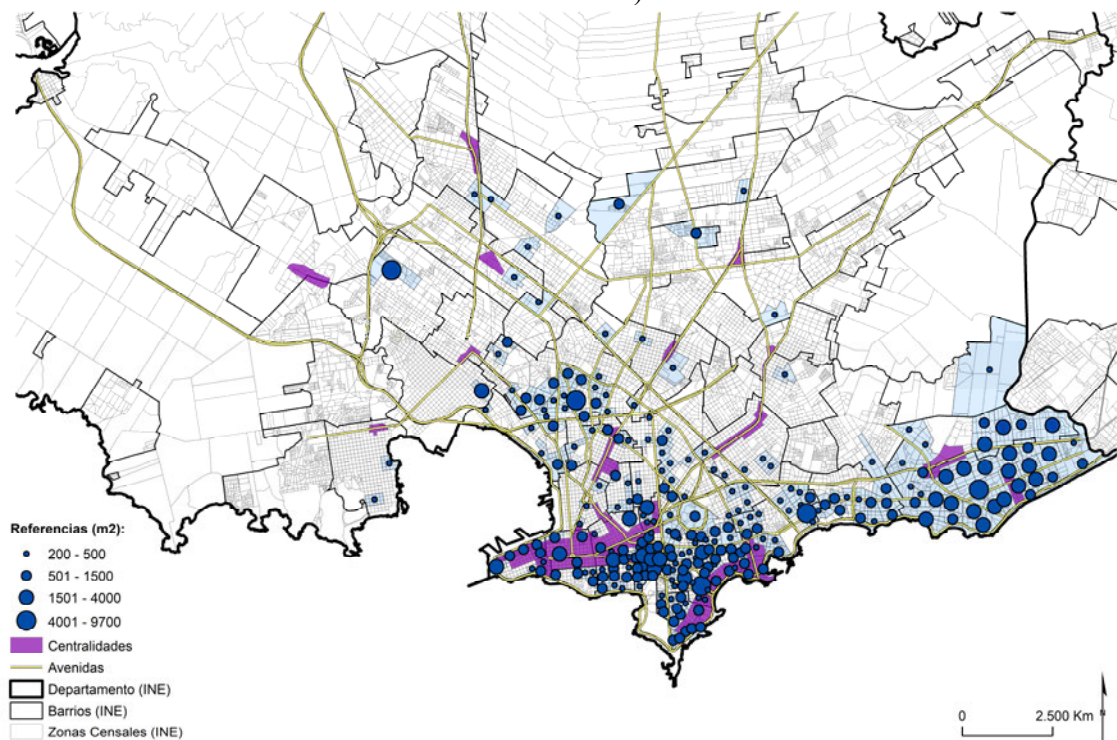 Referencias (m2):
200 - 500
501 - 1500
1501 - 4000
4001 - 9700
Centralidades
Avenidas
Departamento (INE)
Barrios (INE)
Zonas Censales (INE)
0 2.500 Km